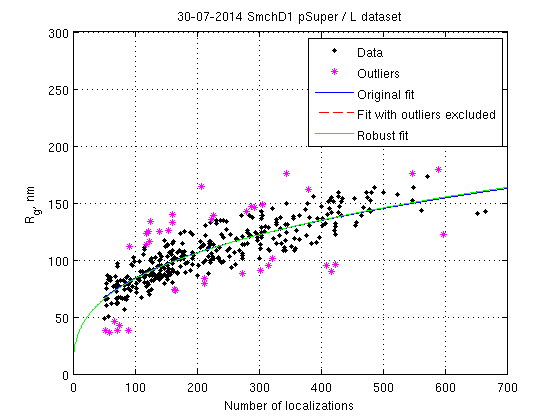 30-07-2014 SmchD1 pSuper / L dataset
300
250
200
150
100
50
0
Rg, nm
Data
Outliers
Original fit
Fit with outliers excluded
Robust fit
0 100 200 300 400 500 600 700
Number of localizations